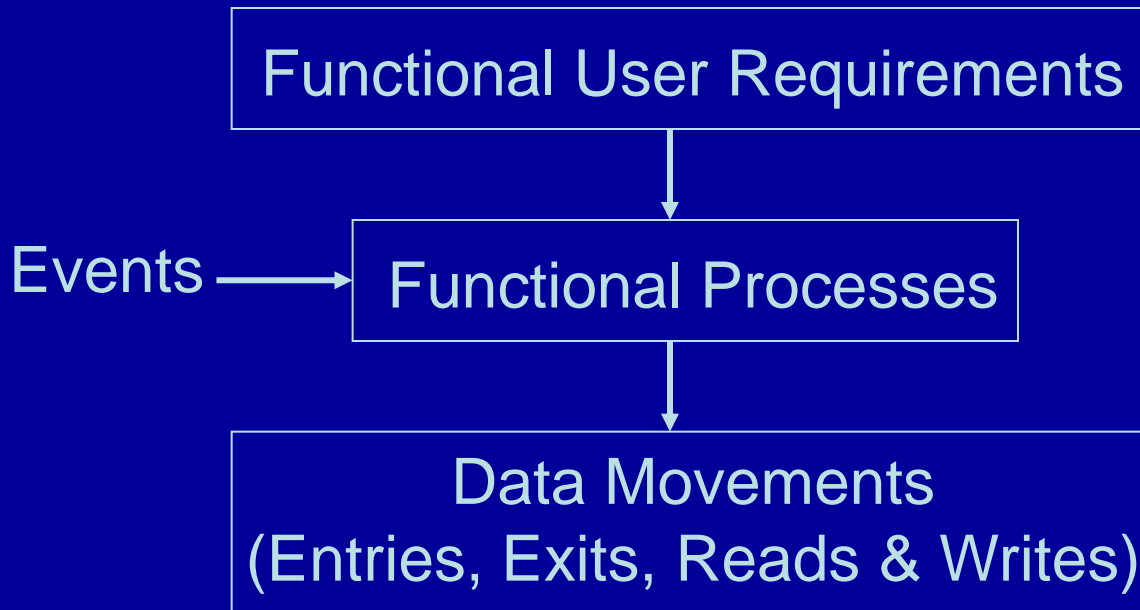 Functional User Requirements
Events
Functional Processes
Data Movements
(Entries, Exits, Reads & Writes)